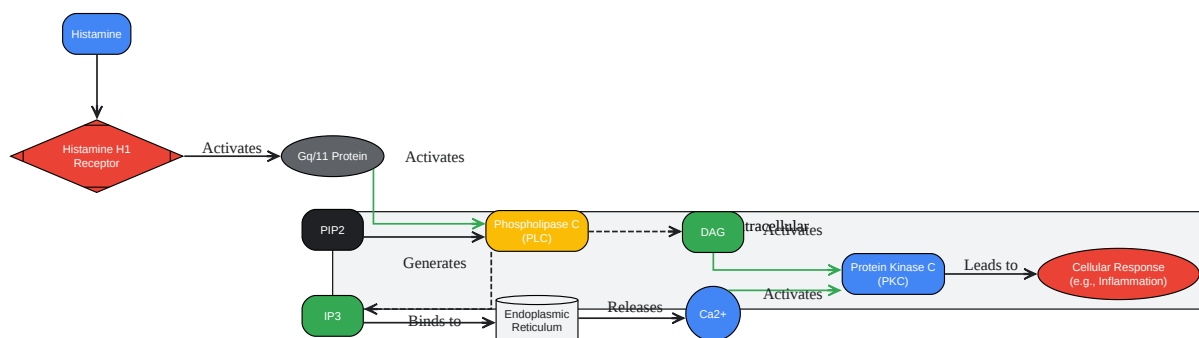 Histamine
Histamine H1
Receptor
Activates
Gq/11 Protein
Activates
PIP2
Phospholipase C
(PLC)
DAG
tracellular
Activates
Generates
Protein Kinase C
(PKC)
Leads to
Cellular Response
(e.g., Inflammation)
Activates
IP3
Binds to
Endoplasmic
Reticulum
Releases
Ca2+